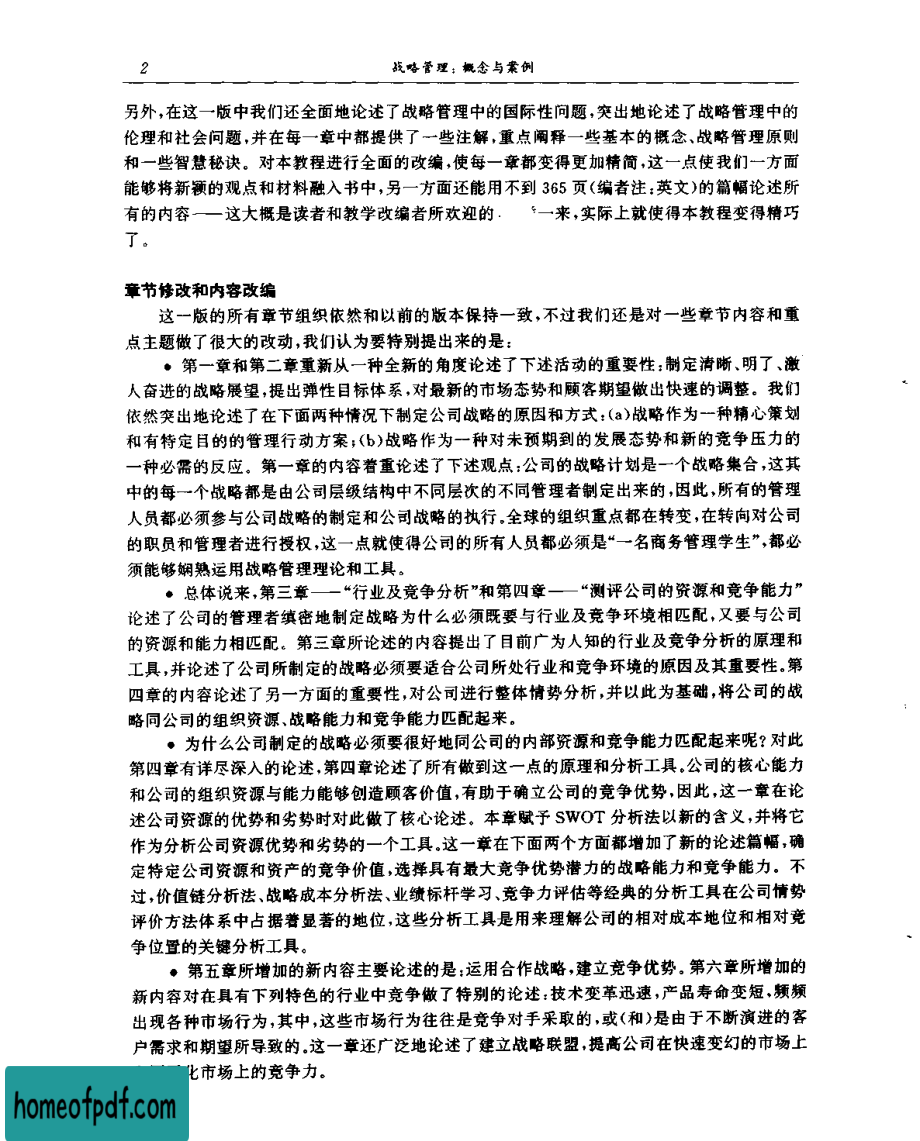 2
战略管理：概念与案例
另外，在这一版中我们还全面地论述了战略管理中的国际性问题，突出地论述了战略管理中的
伦理和社会问题，并在每一章中都提供了一些注解，重点阐释一些基本的概念、战略管理原则
和一些智慧秘诀。对本教程进行全面的改编，使每一章都变得更加精简，这一点使我们一方面
能够将新颖的观点和材料融入书中，另一方面还能用不到 365 页（编者注：英文）的篇幅论述所
有的内容——这大概是读者和教学改编者所欢迎的. 一来，实际上就使得本教程变得精巧
了。
章节修改和内容改编
这一版的所有章节组织依然和以前的版本保持一致，不过我们还是对一些章节内容和重
点主题做了很大的改动，我们认为要特别提出来的是：
● 第一章和第二章重新从一种全新的角度论述了下述活动的重要性：制定清晰、明了、激
人奋进的战略展望，提出弹性目标体系，对最新的市场态势和顾客期望做出快速的调整。我们
依然突出地论述了在下面两种情况下制定公司战略的原因和方式：(a)战略作为一种精心策划
和有特定目的的管理行动方案；(b)战略作为一种对未预期到的发展态势和新的竞争压力的
一种必需的反应。第一章的内容着重论述了下述观点：公司的战略计划是一个战略集合，这其
中的每一个战略都是由公司层级结构中不同层次的不同管理者制定出来的，因此，所有的管理
人员都必须参与公司战略的制定和公司战略的执行。全球的组织重点都在转变，在转向对公司
的职员和管理者进行授权，这一点就使得公司的所有人员都必须是“一名商务管理学生”，都必
须能够娴熟运用战略管理理论和工具。
● 总体说来，第三章——“行业及竞争分析”和第四章——“测评公司的资源和竞争能力”
论述了公司的管理者缜密地制定战略为什么必须既要与行业及竞争环境相匹配，又要与公司
的资源和能力相匹配。第三章所论述的内容提出了目前广为人知的行业及竞争分析的原理和
工具，并论述了公司所制定的战略必须要适合公司所处行业和竞争环境的原因及其重要性。第
四章的内容论述了另一方面的重要性，对公司进行整体情势分析，并以此为基础，将公司的战
略同公司的组织资源、战略能力和竞争能力匹配起来。
● 为什么公司制定的战略必须要很好地同公司的内部资源和竞争能力匹配起来呢？对此
第四章有详尽深入的论述，第四章论述了所有做到这一点的原理和分析工具。公司的核心能力
和公司的组织资源与能力能够创造顾客价值，有助于确立公司的竞争优势，因此，这一章在论
述公司资源的优势和劣势时对此做了核心论述。本章赋予 SWOT 分析法以新的含义，并将它
作为分析公司资源优势和劣势的一个工具。这一章在下面两个方面都增加了新的论述篇幅，确
定特定公司资源和资产的竞争价值，选择具有最大竞争优势潜力的战略能力和竞争能力。不
过，价值链分析法、战略成本分析法、业绩标杆学习、竞争力评估等经典的分析工具在公司情势
评价方法体系中占据着显著的地位，这些分析工具是用来理解公司的相对成本地位和相对竞
争位置的关键分析工具。
● 第五章所增加的新内容主要论述的是：运用合作战略，建立竞争优势。第六章所增加的
新内容对在具有下列特色的行业中竞争做了特别的论述：技术变革迅速，产品寿命变短，频频
出现各种市场行为，其中，这些市场行为往往是竞争对手采取的，或（和）是由于不断演进的客
户需求和期望所导致的。这一章还广泛地论述了建立战略联盟，提高公司在快速变幻的市场上
化市场上的竞争力。
homeofpdf.com